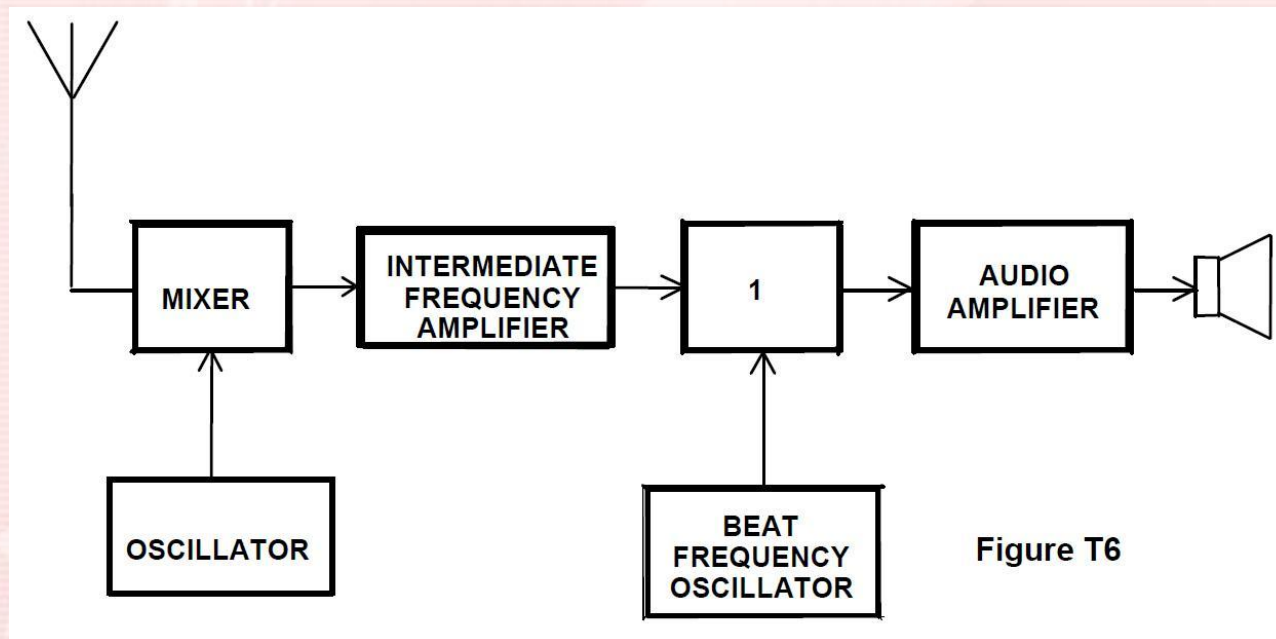 MIXER
INTERMEDIATE
FREQUENCY
AMPLIFIER
1
AUDIO
AMPLIFIER
OSCILLATOR
BEAT
FREQUENCY
OSCILLATOR
Figure T6